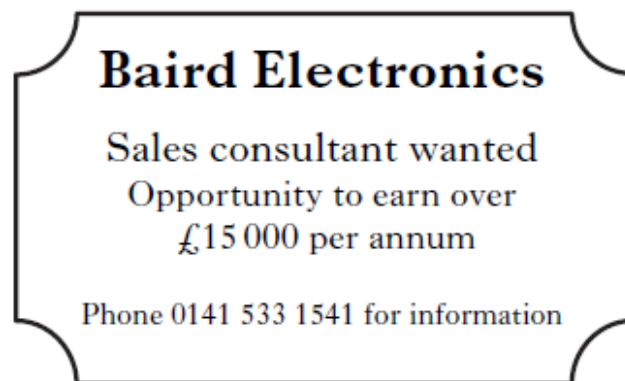 Baird Electronics
Sales consultant wanted
Opportunity to earn over
£15 000 per annum
Phone 0141 533 1541 for information